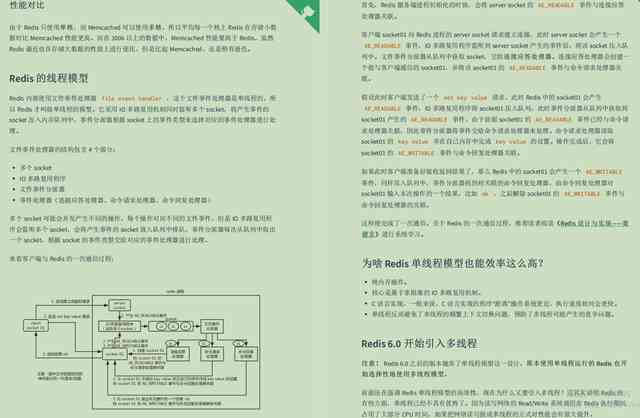 性能对比
由于 Redis 只使用单核，而 Memcached 可以使用多核，所以平均每一个核上 Redis 在存储小数
据时比 Memcached 性能更高。而在 100k 以上的数据中，Memcached 性能要高于 Redis。虽然
Redis 最近也在存储大数据的性能上进行优化，但是比起 Memcached，还是稍有逊色。
Redis 的线程模型
Redis 内部使用文件事件处理器 file event handler ，这个文件事件处理器是单线程的，所
以 Redis 才叫做单线程的模型。它采用 IO 多路复用机制同时监听多个 socket，将产生事件的
socket 压入内存队列中，事件分派器根据 socket 上的事件类型来选择对应的事件处理器进行处
理。
文件事件处理器的结构包含 4 个部分：
多个 socket
IO 多路复用程序
文件事件分派器
事件处理器（连接应答处理器、命令请求处理器、命令回复处理器）
多个 socket 可能会并发产生不同的操作，每个操作对应不同的文件事件，但是 IO 多路复用程
序会监听多个 socket，会将产生事件的 socket 放入队列中排队，事件分派器每次从队列中取出
一个 socket，根据 socket 的事件类型交给对应的事件处理器进行处理。
来看客户端与 Redis 的一次通信过程：
redis 进程
server
socket
socket 01
首先，Redis 服务端进程初始化的时候，会将 server socket 的 AE_READABLE 事件与连接应答
处理器关联。
客户端 socket01 向 Redis 进程的 server socket 请求建立连接，此时 server socket 会产生一个
AE_READABLE 事件，IO 多路复用程序监听到 server socket 产生的事件后，将该 socket 压入队
列中。文件事件分派器从队列中获取 socket，交给连接应答处理器。连接应答处理器会创建一
个能与客户端通信的 socket01，并将该 socket01 的 AE_READABLE 事件与命令请求处理器关
联。
假设此时客户端发送了一个 set key value 请求，此时 Redis 中的 socket01 会产生
AE_READABLE 事件，IO 多路复用程序将 socket01 压入队列，此时事件分派器从队列中获取到
socket01 产生的 AE_READABLE 事件，由于前面 socket01 的 AE_READABLE 事件已经与命令请
求处理器关联，因此事件分派器将事件交给命令请求处理器来处理。命令请求处理器读取
socket01 的 key value 并在自己内存中完成 key value 的设置。操作完成后，它会将
socket01 的 AE_WRITABLE 事件与命令回复处理器关联。
如果此时客户端准备好接收返回结果了，那么 Redis 中的 socket01 会产生一个 AE_WRITABLE
事件，同样压入队列中，事件分派器找到相关联的命令回复处理器，由命令回复处理器对
socket01 输入本次操作的一个结果，比如 ok ，之后解除 socket01 的 AE_WRITABLE 事件与
命令回复处理器的关联。
这样便完成了一次通信。关于 Redis 的一次通信过程，推荐读者阅读《Redis 设计与实现——黄
健宏》进行系统学习。
为啥 Redis 单线程模型也能效率这么高？
纯内存操作。
核心是基于非阻塞的 IO 多路复用机制。
C 语言实现。一般来说，C 语言实现的程序“距离”操作系统更近，执行速度相对会更快。
单线程反而避免了多线程的频繁上下文切换问题，预防了多线程可能产生的竞争问题。
Redis 6.0 开始引入多线程
注意！ Redis 6.0 之后的版本抛弃了单线程模型这一设计，原本使用单线程运行的 Redis 也开
始选择性地使用多线程模型。
前面还在强调 Redis 单线程模型的高效性，现在为什么又要引入多线程？这其实说明 Redis 在
有些方面，单线程已经不具有优势了。因为读写网络的 Read/Write 系统调用在 Redis 执行期间
占用了大部分 CPU 时间，如果把网络读写做成多线程的方式对性能会有很大提升。